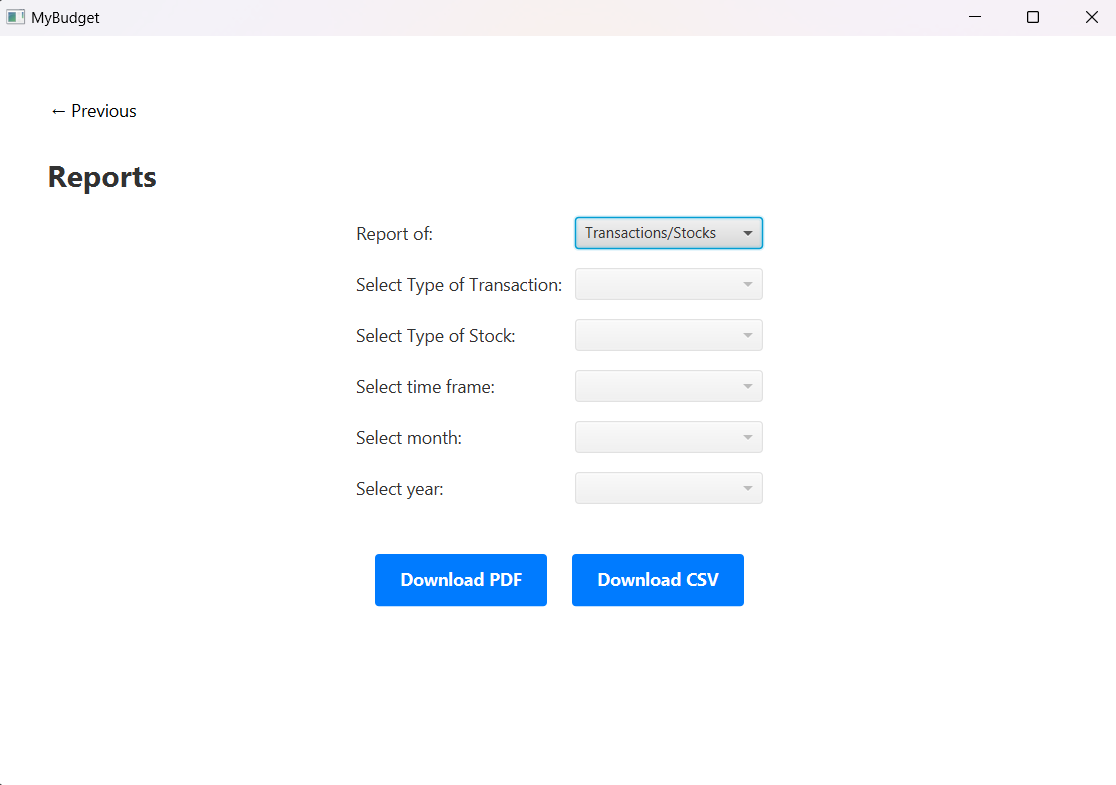 MyBudget
← Previous
Reports
Report of: Transactions/Stocks
Select Type of Transaction:
Select Type of Stock:
Select time frame:
Select month:
Select year:
Download PDF Download CSV